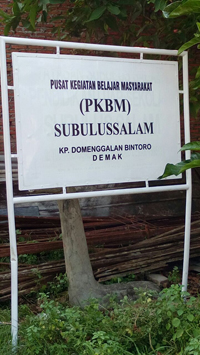 PUSAT KEGIATAN BELAJAR MASYARAKAT
(PKBM)
SUBULUSSALAM
KP. DOMENGGALAN BINTORO
DEMAK